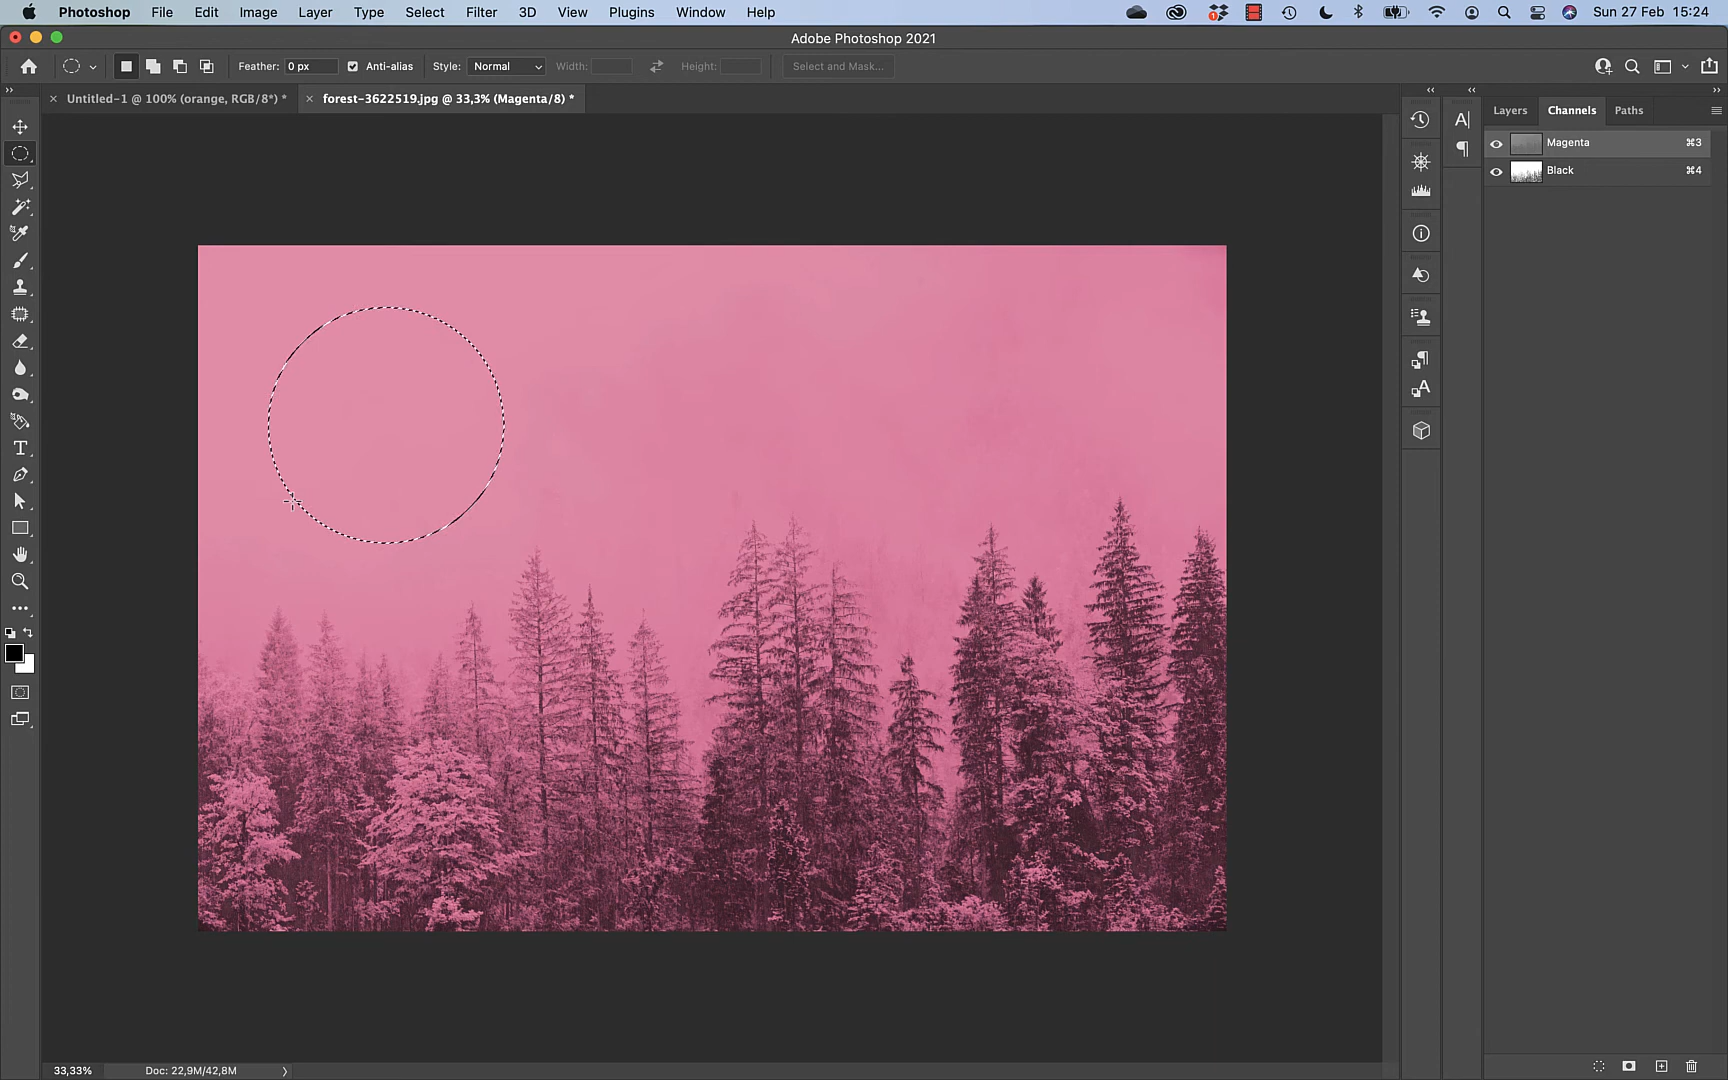 Photoshop File Edit Image Layer Type Select Filter 3D View Plugins Window Help Sun 27 Feb 15:24
Adobe Photoshop 2021
Feather: 0 px Anti-alias Style: Normal Width: Height: Select and Mask...
Untitled-1 @ 100% (orange, RGB/8*) * forest-3622519.jpg @ 33,3% (Magenta/8) *
Layers Channels Paths
Magenta ⌘3
Black ⌘4
33,33% Doc: 22,9M/42,8M